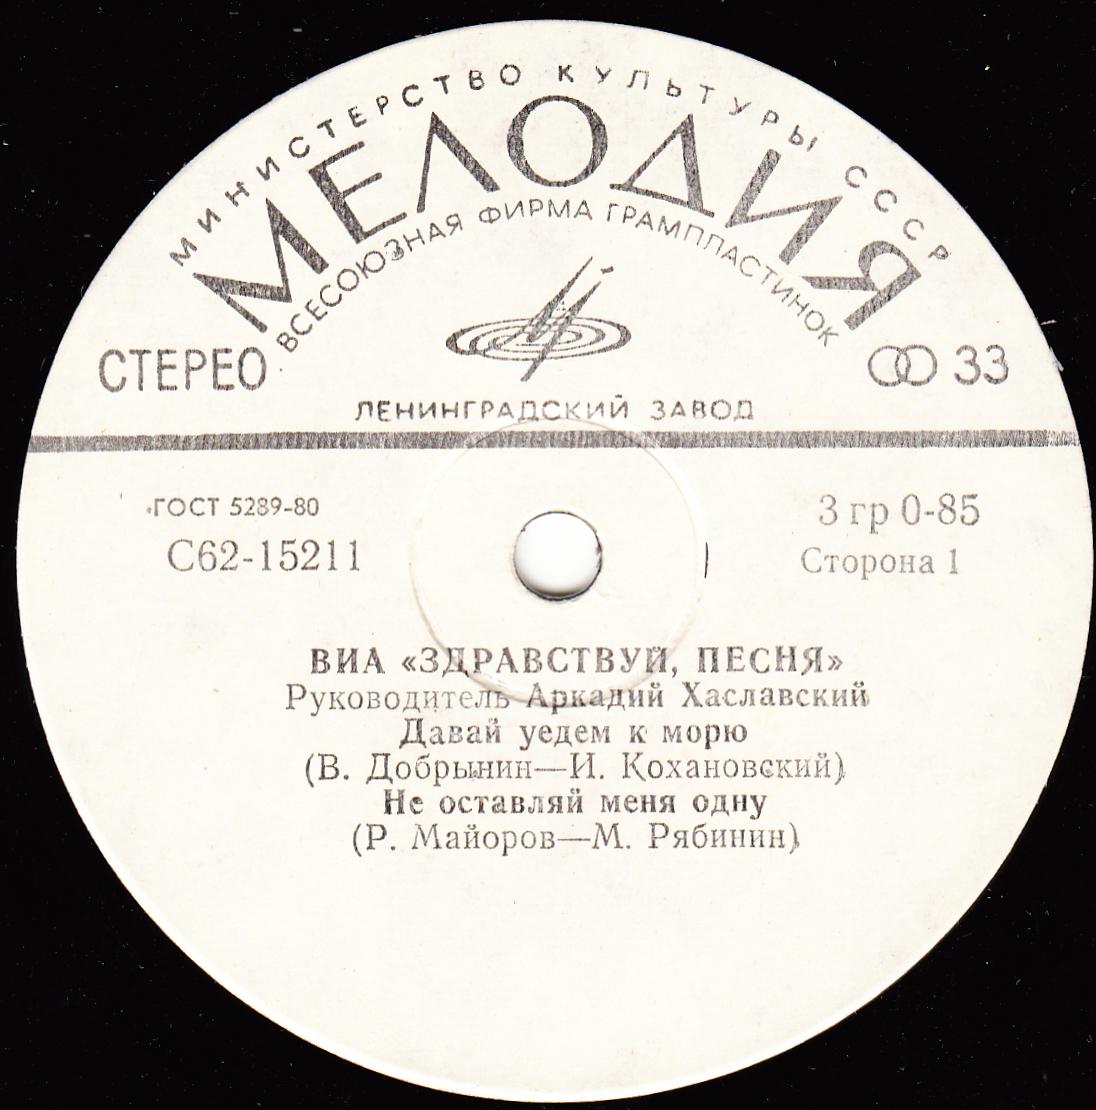 МИНИСТЕРСТВО КУЛЬТУРЫ СССР
МЕЛОДИЯ
ВСЕСОЮЗНАЯ ФИРМА ГРАМПЛАСТИНОК
СТЕРЕО
33
ЛЕНИНГРАДСКИЙ ЗАВОД
ГОСТ 5289-80
3 гр 0-85
С62-15211
Сторона 1
ВИА «ЗДРАВСТВУЙ, ПЕСНЯ»
Руководитель Аркадий Хаславский
Давай уедем к морю
(В. Добрынин—И. Кохановский)
Не оставляй меня одну
(Р. Майоров—М. Рябинин)